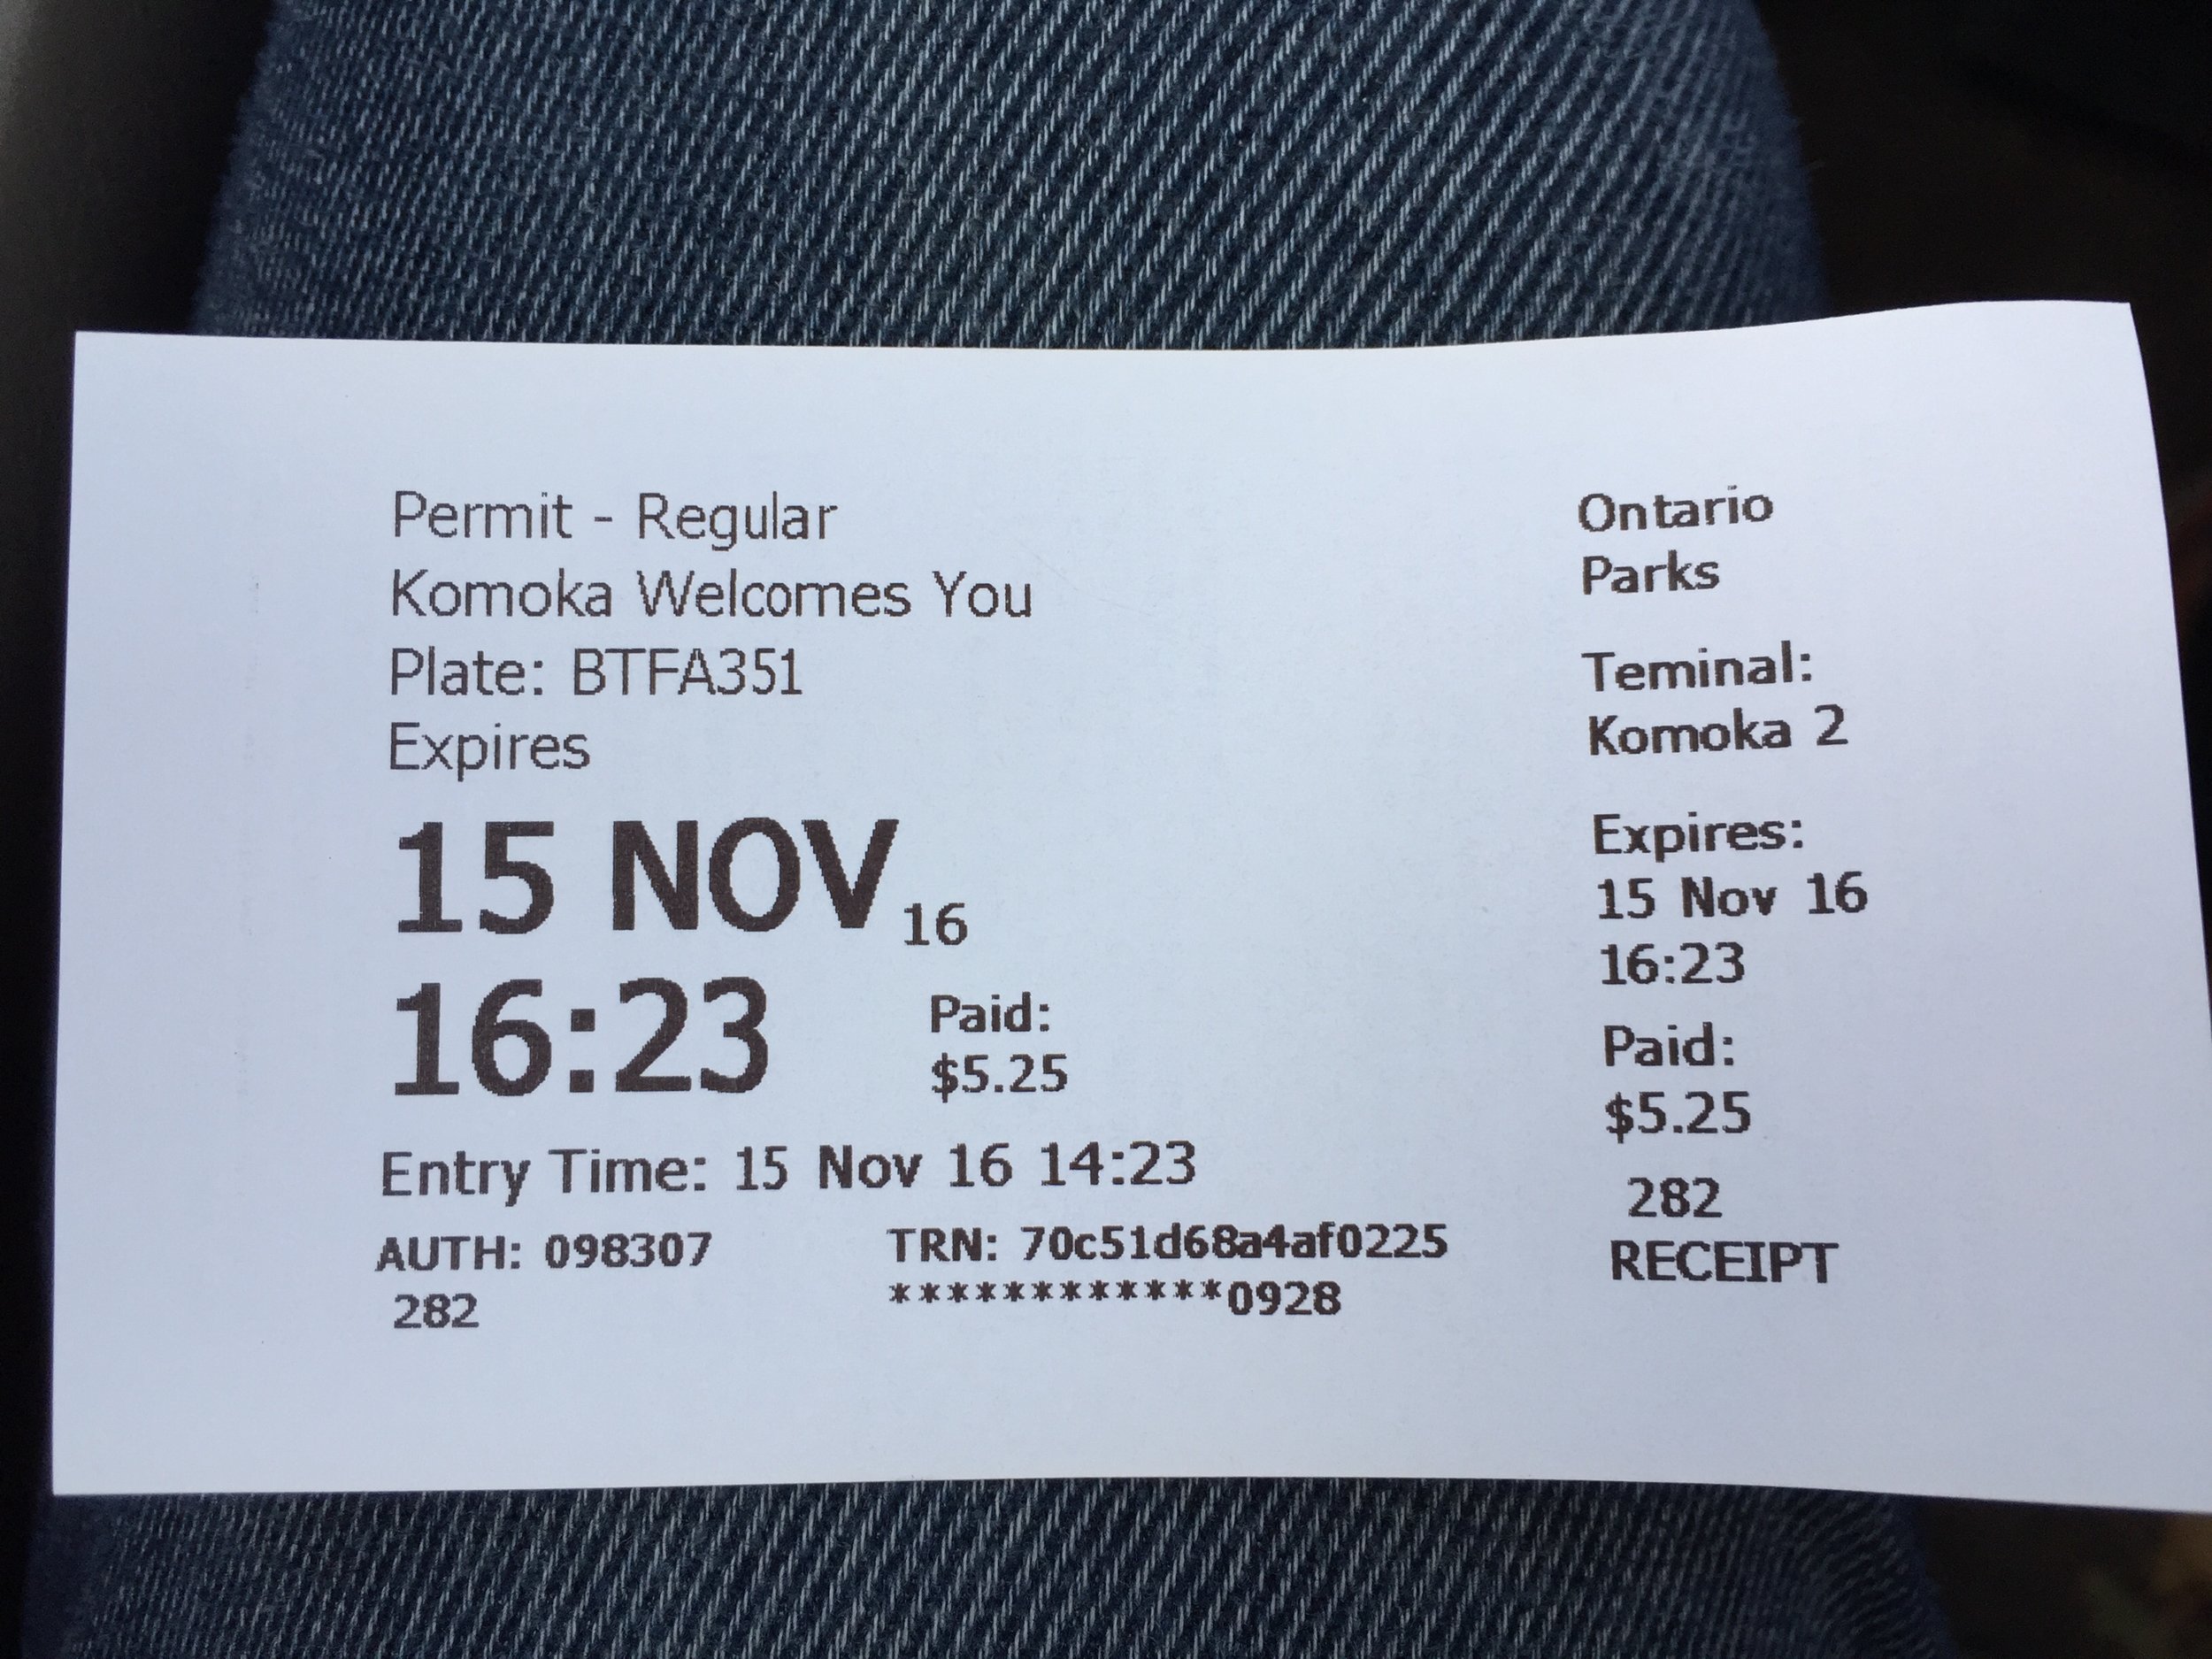 Permit - Regular
Komoka Welcomes You
Plate: BTFA351
Expires
15 NOV 16
16:23
Paid:
$5.25
Entry Time: 15 Nov 16 14:23
AUTH: 098307
TRN: 70c51d68a4af0225
282
************0928
Ontario
Parks
Teminal:
Komoka 2
Expires:
15 Nov 16
16:23
Paid:
$5.25
282
RECEIPT